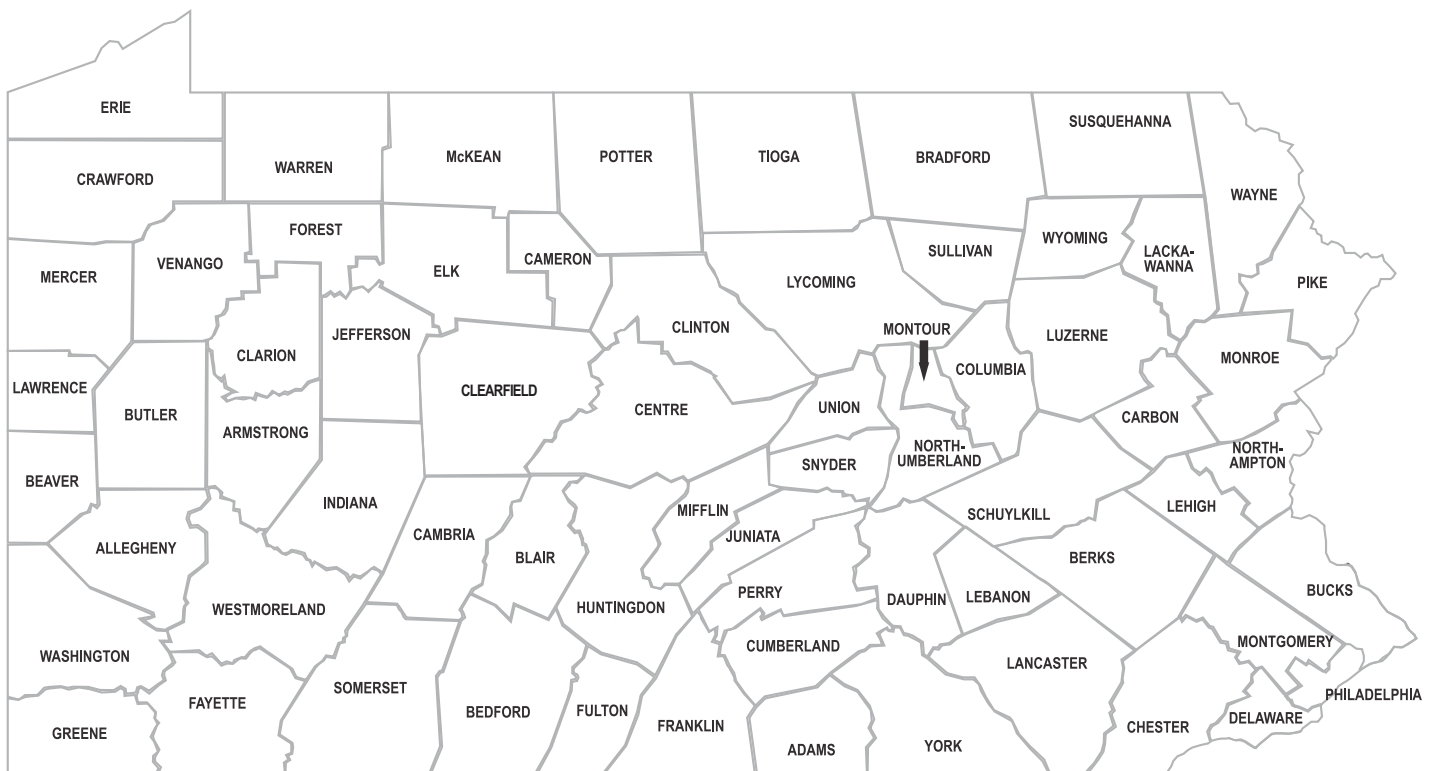 ERIE
CRAWFORD
WARREN
McKEAN
POTTER
TIOGA
BRADFORD
SUSQUEHANNA
WAYNE
MERCER
VENANGO
FOREST
ELK
CAMERON
LYCOMING
SULLIVAN
WYOMING
LACKA-
WANNA
PIKE
LAWRENCE
BUTLER
CLARION
JEFFERSON
CLEARFIELD
CLINTON
CENTRE
MONTOUR
COLUMBIA
LUZERNE
MONROE
BEAVER
ARMSTRONG
INDIANA
UNION
SNYDER
NORTH-
UMBERLAND
CARBON
NORTH-
AMPTON
ALLEGHENY
CAMBRIA
BLAIR
MIFFLIN
JUNIATA
SCHUYLKILL
LEHIGH
WESTMORELAND
HUNTINGDON
PERRY
DAUPHIN
LEBANON
BERKS
BUCKS
WASHINGTON
CUMBERLAND
LANCASTER
MONTGOMERY
GREENE
FAYETTE
SOMERSET
BEDFORD
FULTON
FRANKLIN
ADAMS
YORK
CHESTER
DELAWARE
PHILADELPHIA